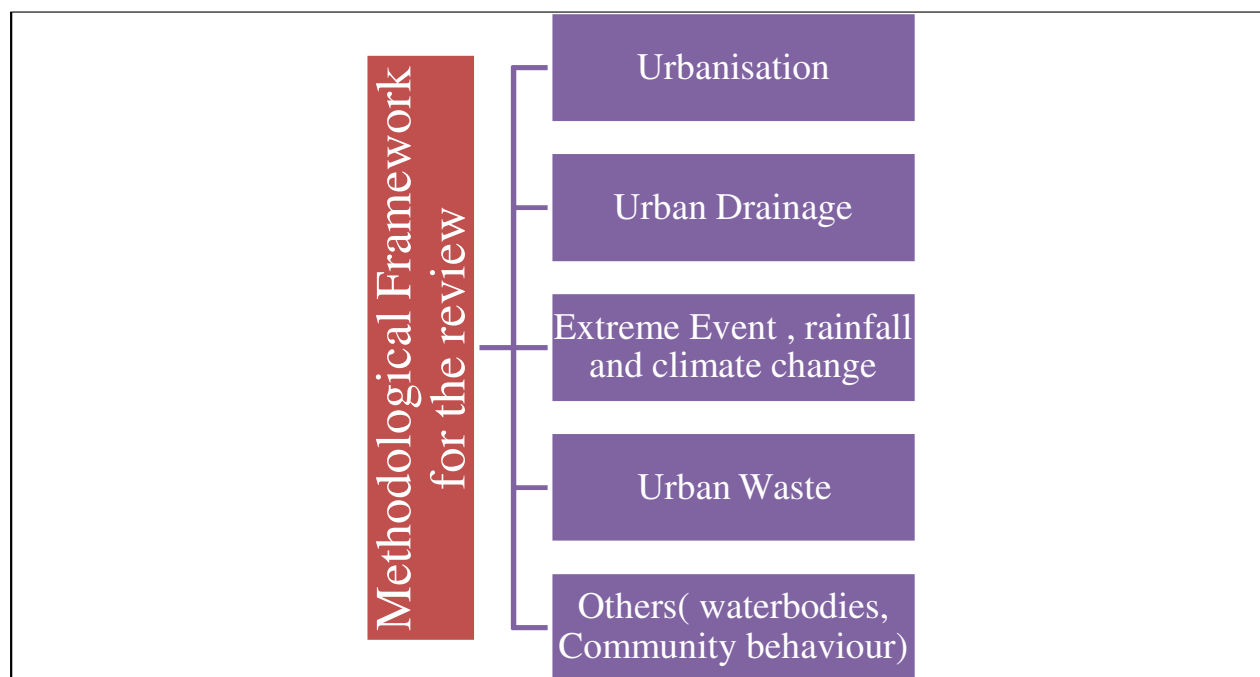 Methodological Framework
for the review
Urbanisation
Urban Drainage
Extreme Event , rainfall
and climate change
Urban Waste
Others( waterbodies,
Community behaviour)